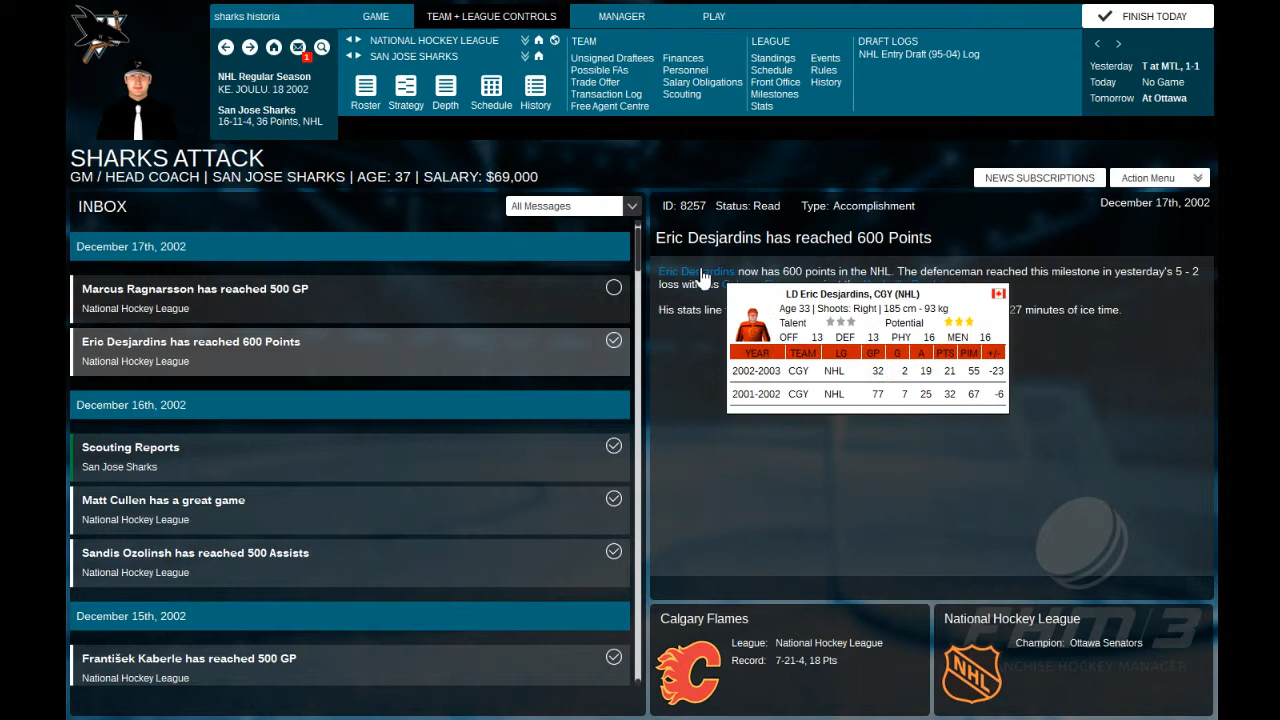 sharks historia
GAME
TEAM + LEAGUE CONTROLS
MANAGER
PLAY
FINISH TODAY
1
NHL Regular Season
KE. JOULU. 18 2002
San Jose Sharks
16-11-4, 36 Points, NHL
NATIONAL HOCKEY LEAGUE
SAN JOSE SHARKS
Roster Strategy Depth Schedule History
TEAM
Unsigned Draftees Finances
Possible FAs Personnel
Trade Offer Salary Obligations
Transaction Log Scouting
Free Agent Centre
LEAGUE
Standings Events
Schedule Rules
Front Office History
Milestones
Stats
DRAFT LOGS
NHL Entry Draft (95-04) Log
Yesterday T at MTL, 1-1
Today No Game
Tomorrow At Ottawa
SHARKS ATTACK
GM / HEAD COACH | SAN JOSE SHARKS | AGE: 37 | SALARY: $69,000
NEWS SUBSCRIPTIONS
Action Menu
INBOX
All Messages
December 17th, 2002
Marcus Ragnarsson has reached 500 GP
National Hockey League
Eric Desjardins has reached 600 Points
National Hockey League
December 16th, 2002
Scouting Reports
San Jose Sharks
Matt Cullen has a great game
National Hockey League
Sandis Ozolinsh has reached 500 Assists
National Hockey League
December 15th, 2002
František Kaberle has reached 500 GP
National Hockey League
ID: 8257 Status: Read Type: Accomplishment
December 17th, 2002
Eric Desjardins has reached 600 Points
Eric Desjardins now has 600 points in the NHL. The defenceman reached this milestone in yesterday's 5 - 2
loss
His stats line 27 minutes of ice time.
LD Eric Desjardins, CGY (NHL)
Age 33 | Shoots: Right | 185 cm - 93 kg
Talent Potential
OFF 13 DEF 13 PHY 16 MEN 16
YEAR TEAM LG GP G A PTS PIM +/-
2002-2003 CGY NHL 32 2 19 21 55 -23
2001-2002 CGY NHL 77 7 25 32 67 -6
Calgary Flames
League: National Hockey League
Record: 7-21-4, 18 Pts
National Hockey League
Champion: Ottawa Senators
NHL
FHM/3
FRANCHISE HOCKEY MANAGER